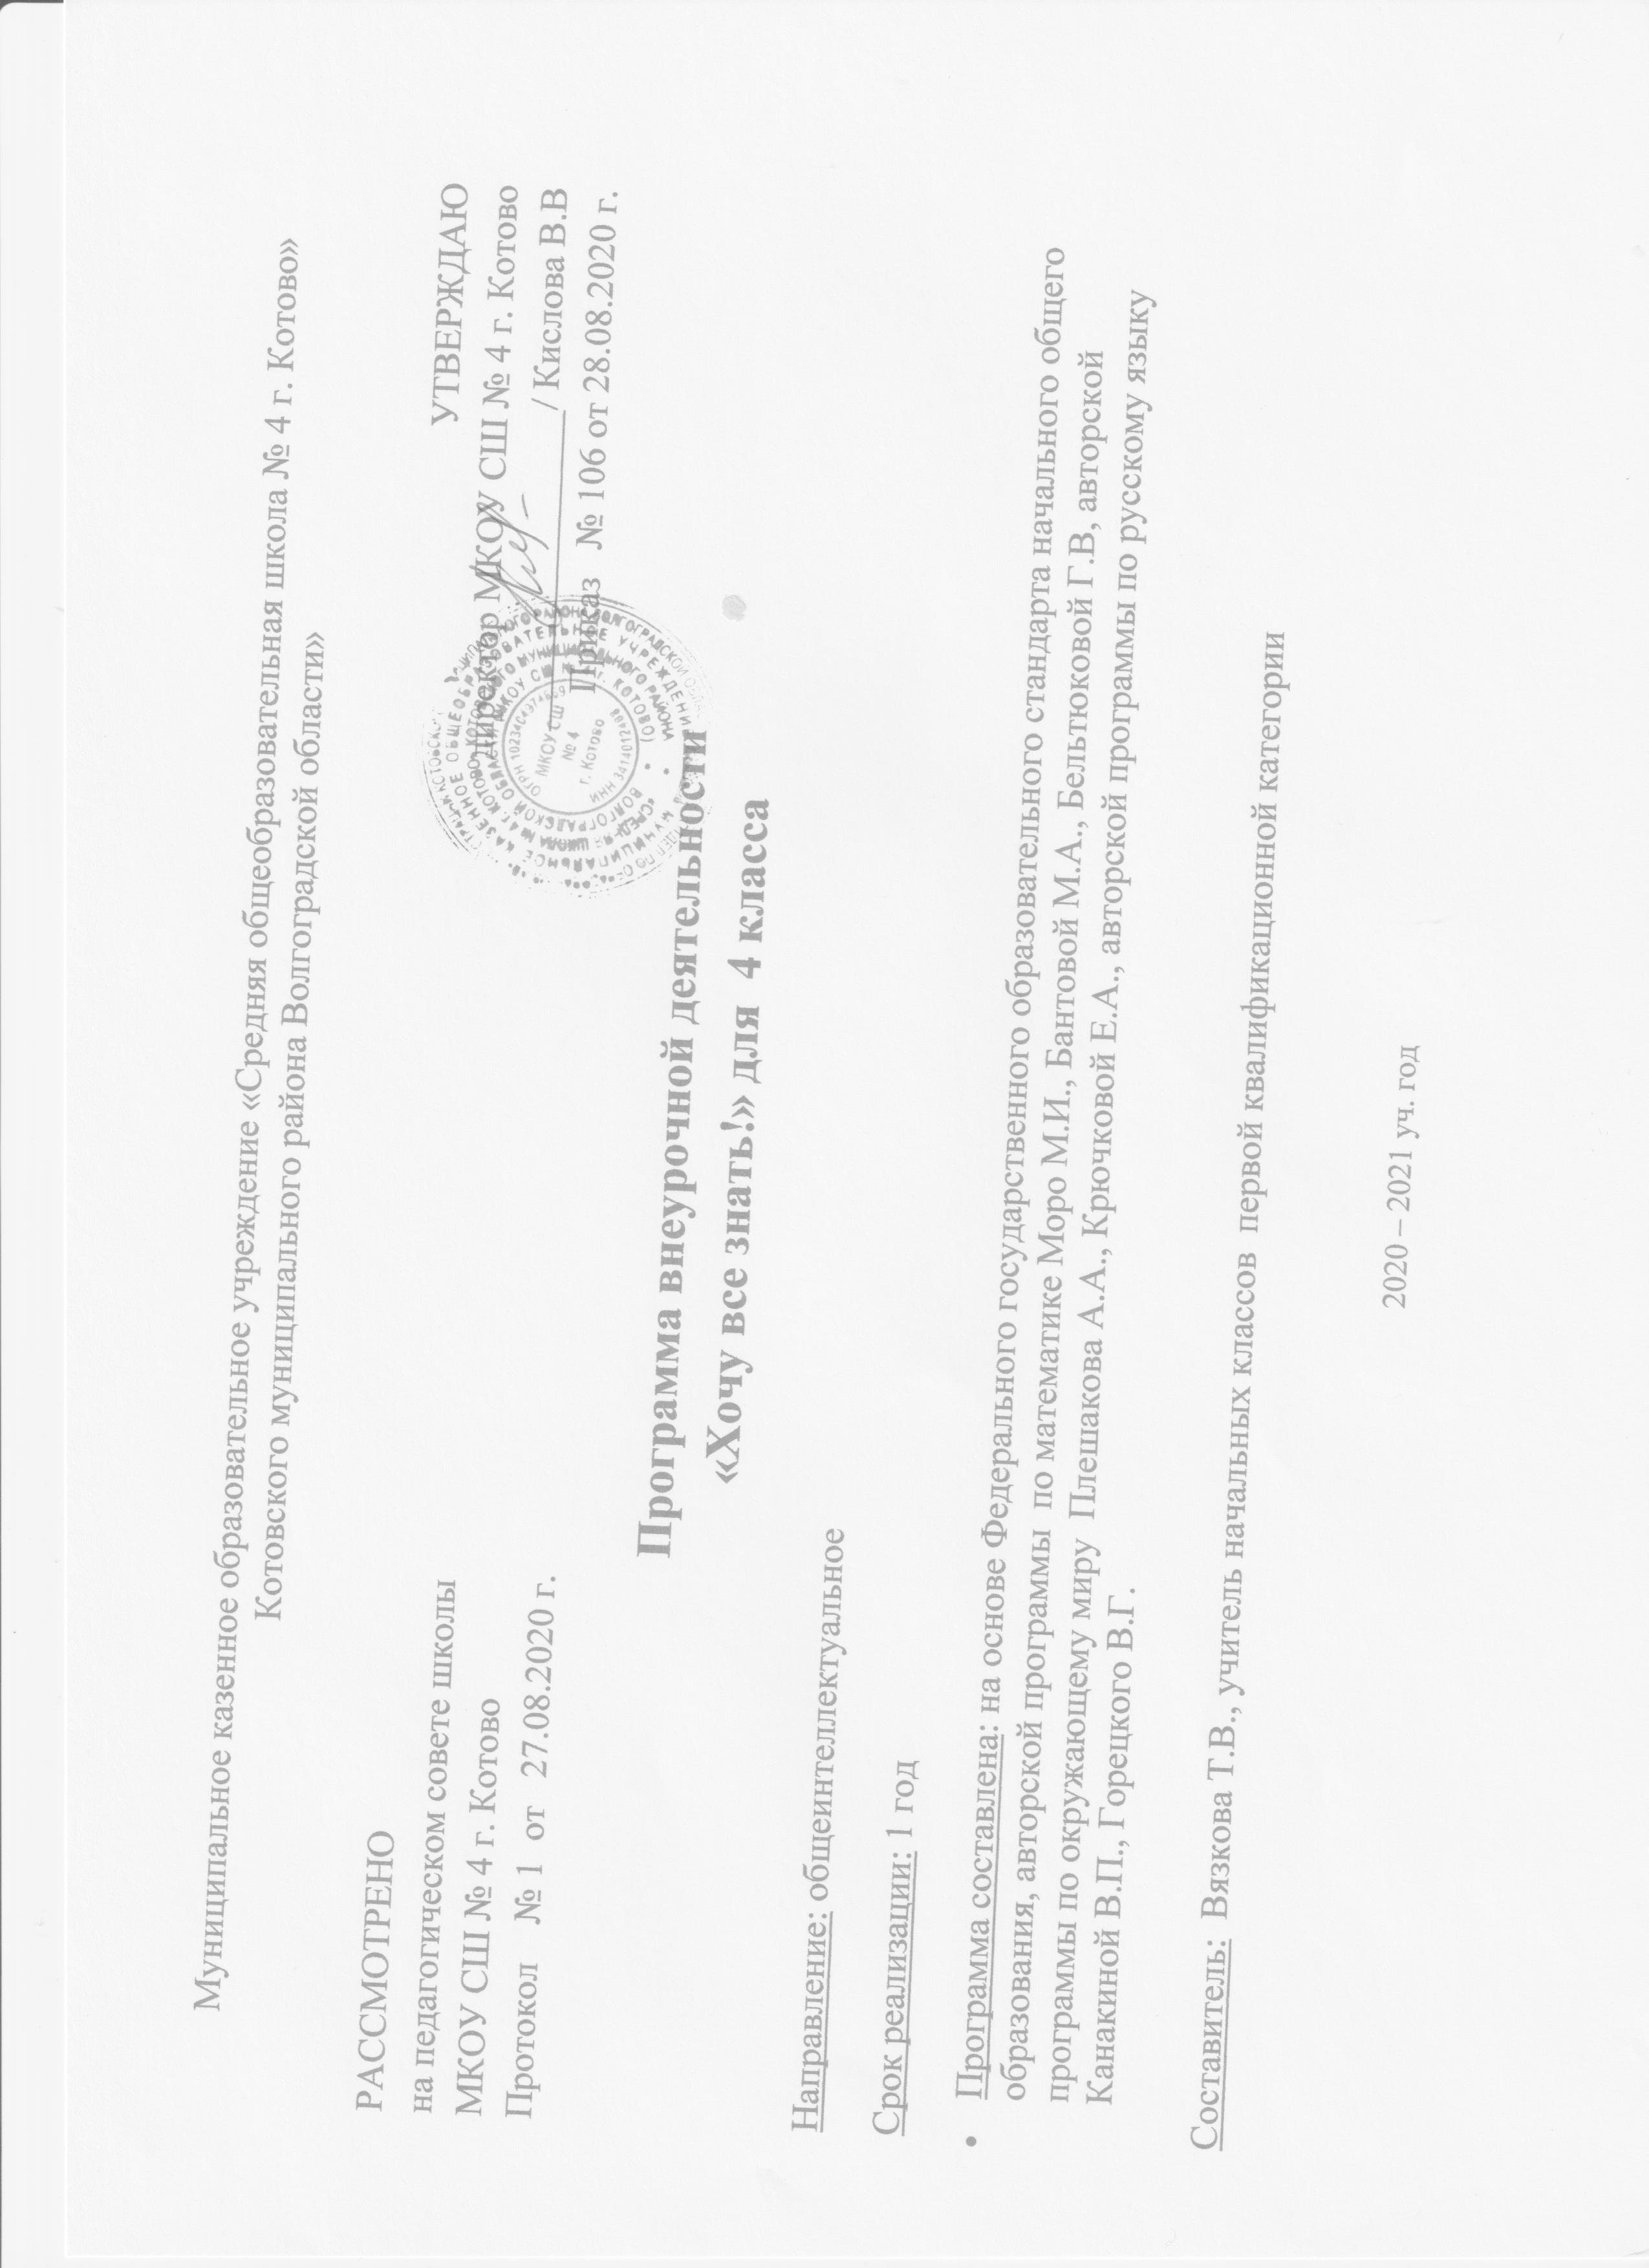 Муниципальное казенное образовательное учреждение «Средняя общеобразовательная школа № 4 г. Котово»
Котовского муниципального района Волгоградской области»
РАССМОТРЕНО
на педагогическом совете школы
МКОУ СШ № 4 г. Котово
Протокол № 1 от 27.08.2020 г.
УТВЕРЖДАЮ
Директор МКОУ СШ № 4 г. Котово
/ Кислова В.В
Приказ № 106 от 28.08.2020 г.
МКОУ СШ
№ 4
г. Котово
Программа внеурочной деятельности
«Хочу все знать!» для 4 класса
Направление: общеинтеллектуальное
Срок реализации: 1 год
• Программа составлена: на основе Федерального государственного образовательного стандарта начального общего
образования, авторской программы по математике Моро М.И., Бантовой М.А., Бельтюковой Г.В, авторской
программы по окружающему миру Плешакова А.А., Крючковой Е.А., авторской программы по русскому языку
Канакиной В.П., Горецкого В.Г.
Составитель: Вязкова Т.В., учитель начальных классов первой квалификационной категории
2020 – 2021 уч. год